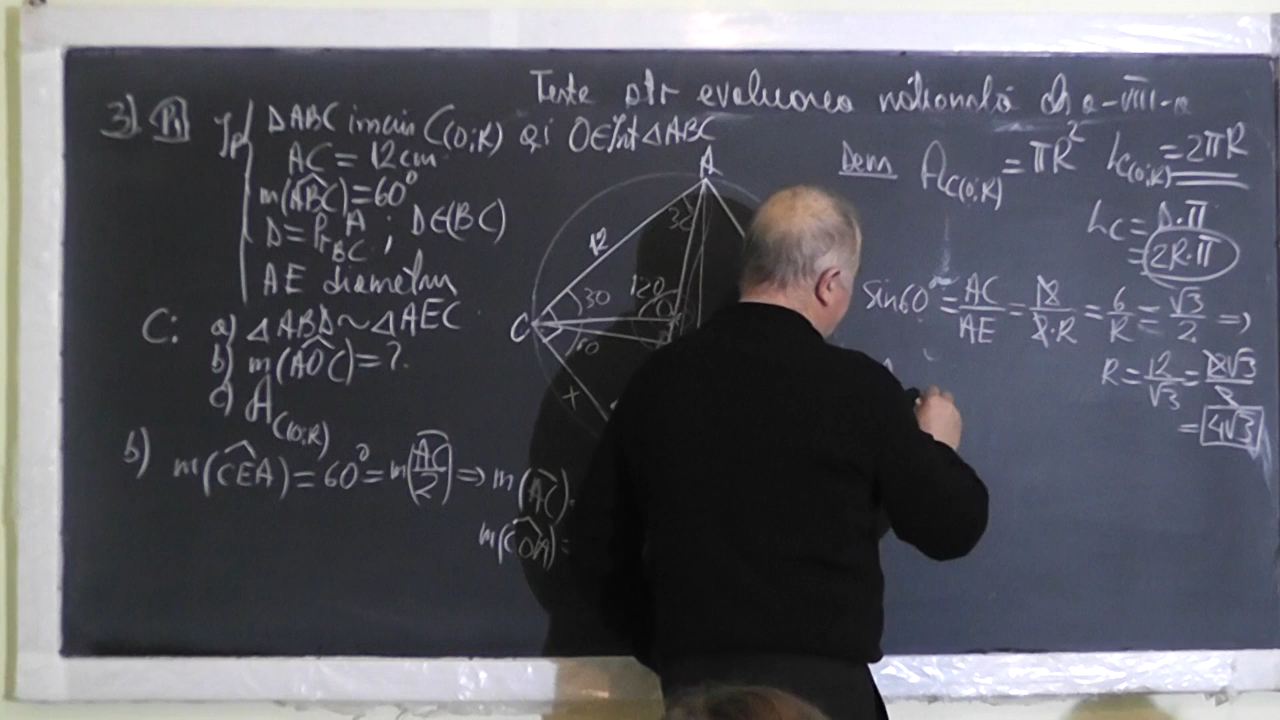 Teste ptr evaluarea națională cls a-VIII-a
3) P1 Ip ΔABC înscris C(O;R) și O∈Int ΔABC
AC = 12cm
m(ABC)=60°
D=Pr_BC A ; D∈(BC)
AE diametru
C: a) ΔABD~ΔAEC
b) m(AOC)=?
c) A_C(O;R)
b) m(CEA)=60°=m(AC/2)⇒m(AC)
m(COA)=
A
12
30
30
120
C
60
x
Dem A_C(O;R)=πR² L_C(O;R)=2πR
L_C=D·π
=2R·π
sin60°=AC/AE=12/2·R=6/R=√3/2 ⇒
R=12/√3=12√3/3
=4√3